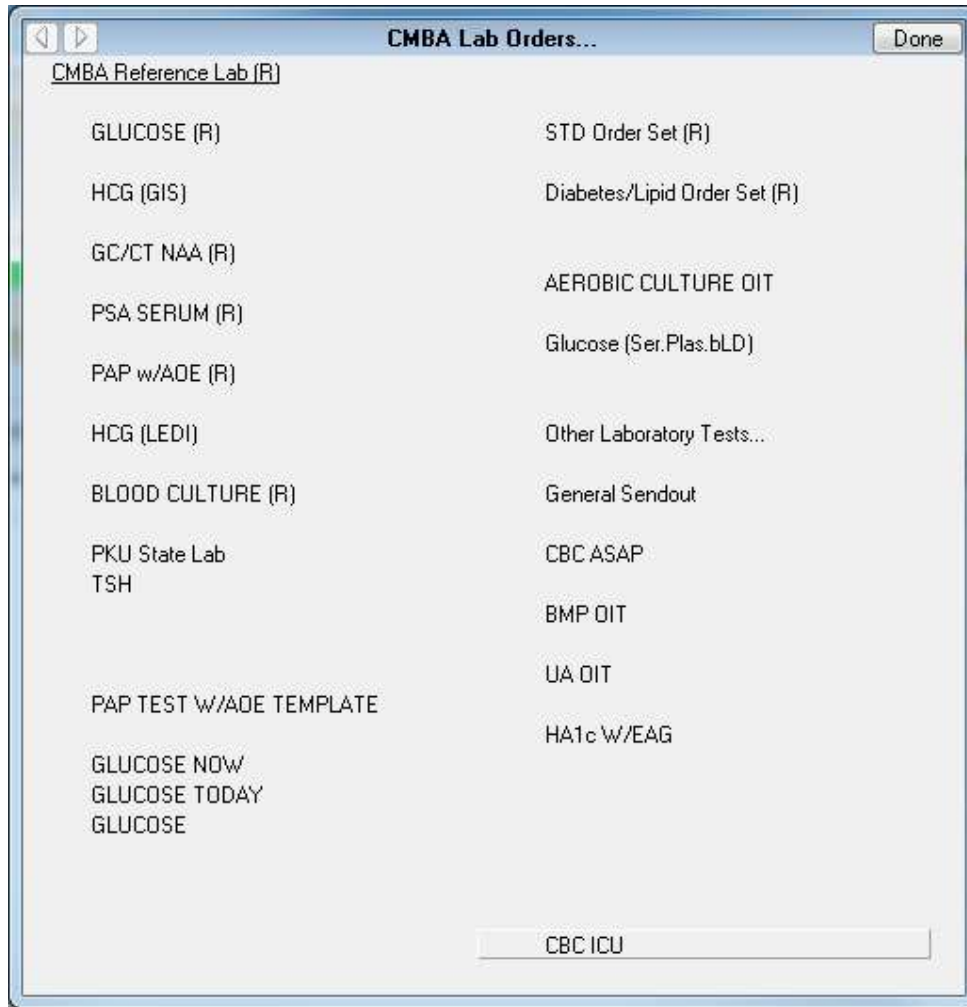 CMBA Lab Orders...
Done
CMBA Reference Lab (R)
GLUCOSE (R)
HCG (GIS)
GC/CT NAA (R)
PSA SERUM (R)
PAP w/AOE (R)
HCG (LEDI)
BLOOD CULTURE (R)
PKU State Lab
TSH
PAP TEST W/AOE TEMPLATE
GLUCOSE NOW
GLUCOSE TODAY
GLUCOSE
STD Order Set (R)
Diabetes/Lipid Order Set (R)
AEROBIC CULTURE OIT
Glucose (Ser.Plas.bLD)
Other Laboratory Tests...
General Sendout
CBC ASAP
BMP OIT
UA OIT
HA1c W/EAG
CBC ICU